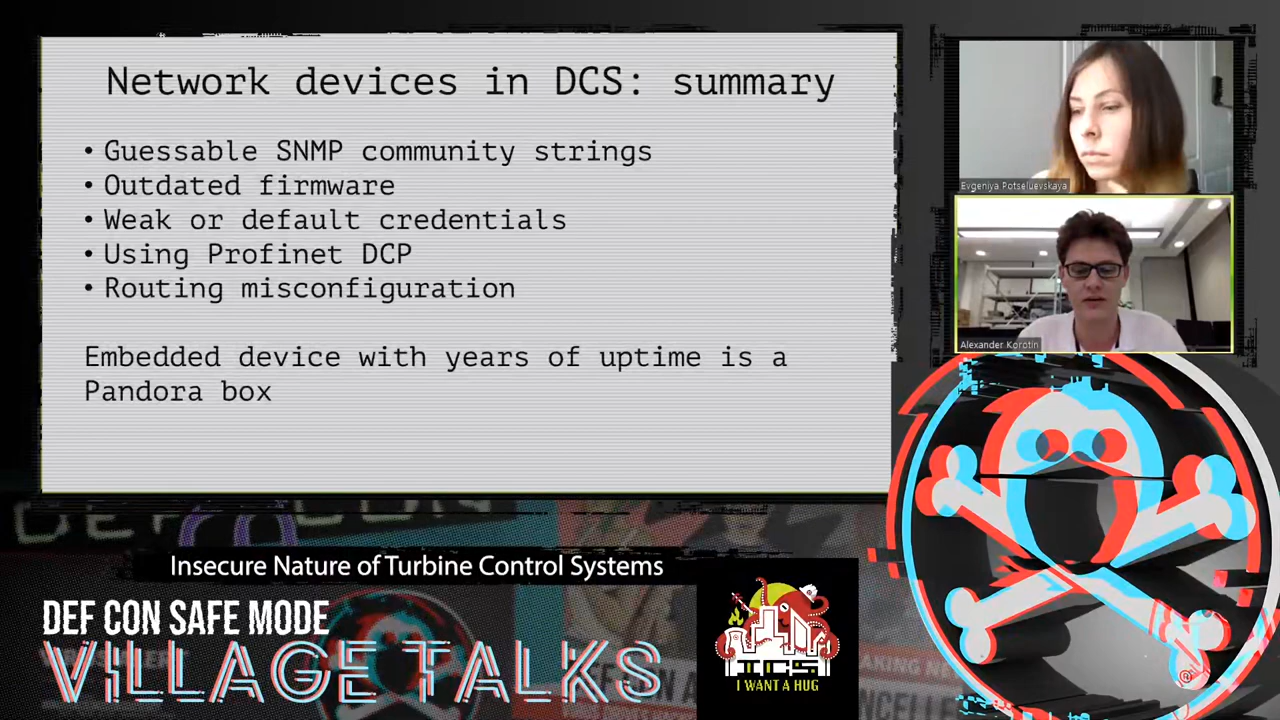 Network devices in DCS: summary
• Guessable SNMP community strings
• Outdated firmware
• Weak or default credentials
• Using Profinet DCP
• Routing misconfiguration
Embedded device with years of uptime is a
Pandora box
Evgeniya Potseluevskaya
Alexander Korotin
Insecure Nature of Turbine Control Systems
DEF CON SAFE MODE
VILLAGE TALKS
ICS
I WANT A HUG
DEF CON